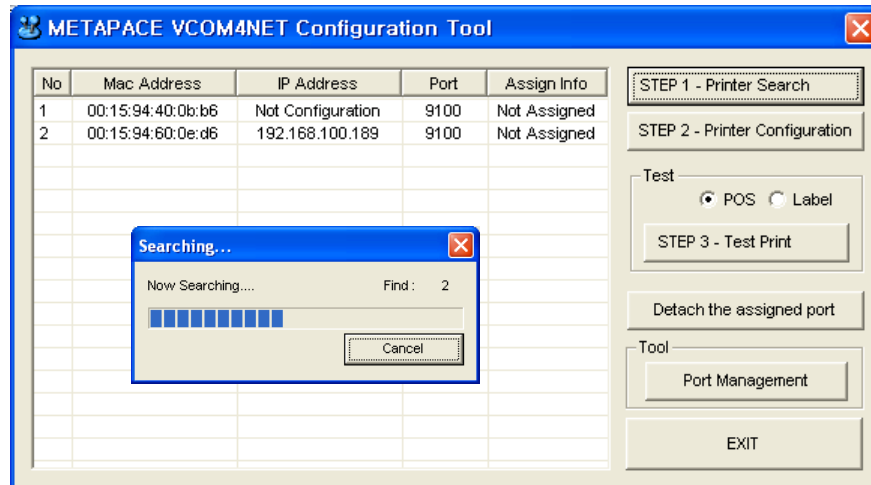 METAPACE VCOM4NET Configuration Tool
No Mac Address IP Address Port Assign Info
1 00:15:94:40:0b:b6 Not Configuration 9100 Not Assigned
2 00:15:94:60:0e:d6 192.168.100.189 9100 Not Assigned
Searching...
Now Searching.... Find : 2
Cancel
STEP 1 - Printer Search
STEP 2 - Printer Configuration
Test
POS Label
STEP 3 - Test Print
Detach the assigned port
Tool
Port Management
EXIT